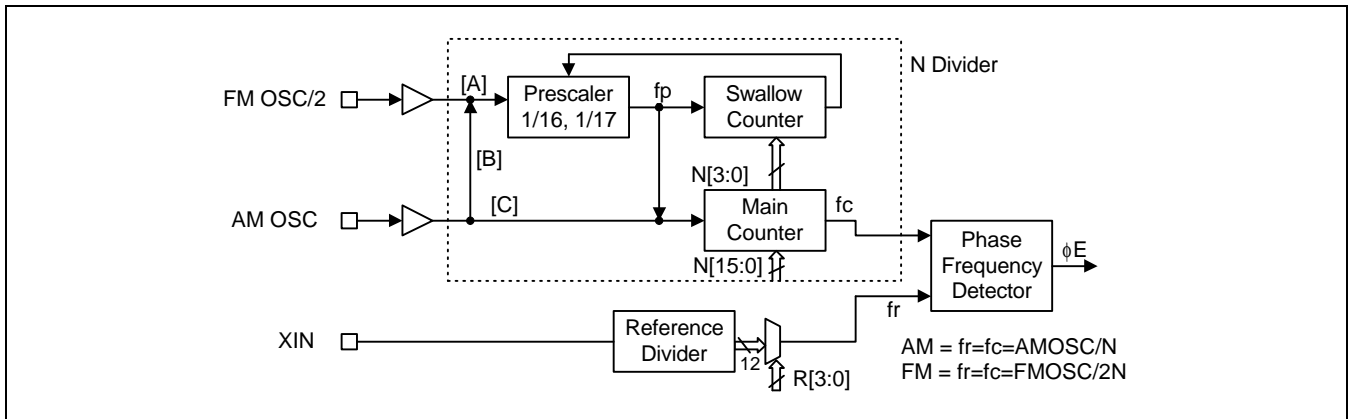 N Divider
FM OSC/2
[A]
Prescaler
1/16, 1/17
fp
Swallow
Counter
[B]
N[3:0]
AM OSC
[C]
Main
Counter
fc
N[15:0]
Phase
Frequency
Detector
ϕE
fr
XIN
Reference
Divider
12
R[3:0]
AM = fr=fc=AMOSC/N
FM = fr=fc=FMOSC/2N